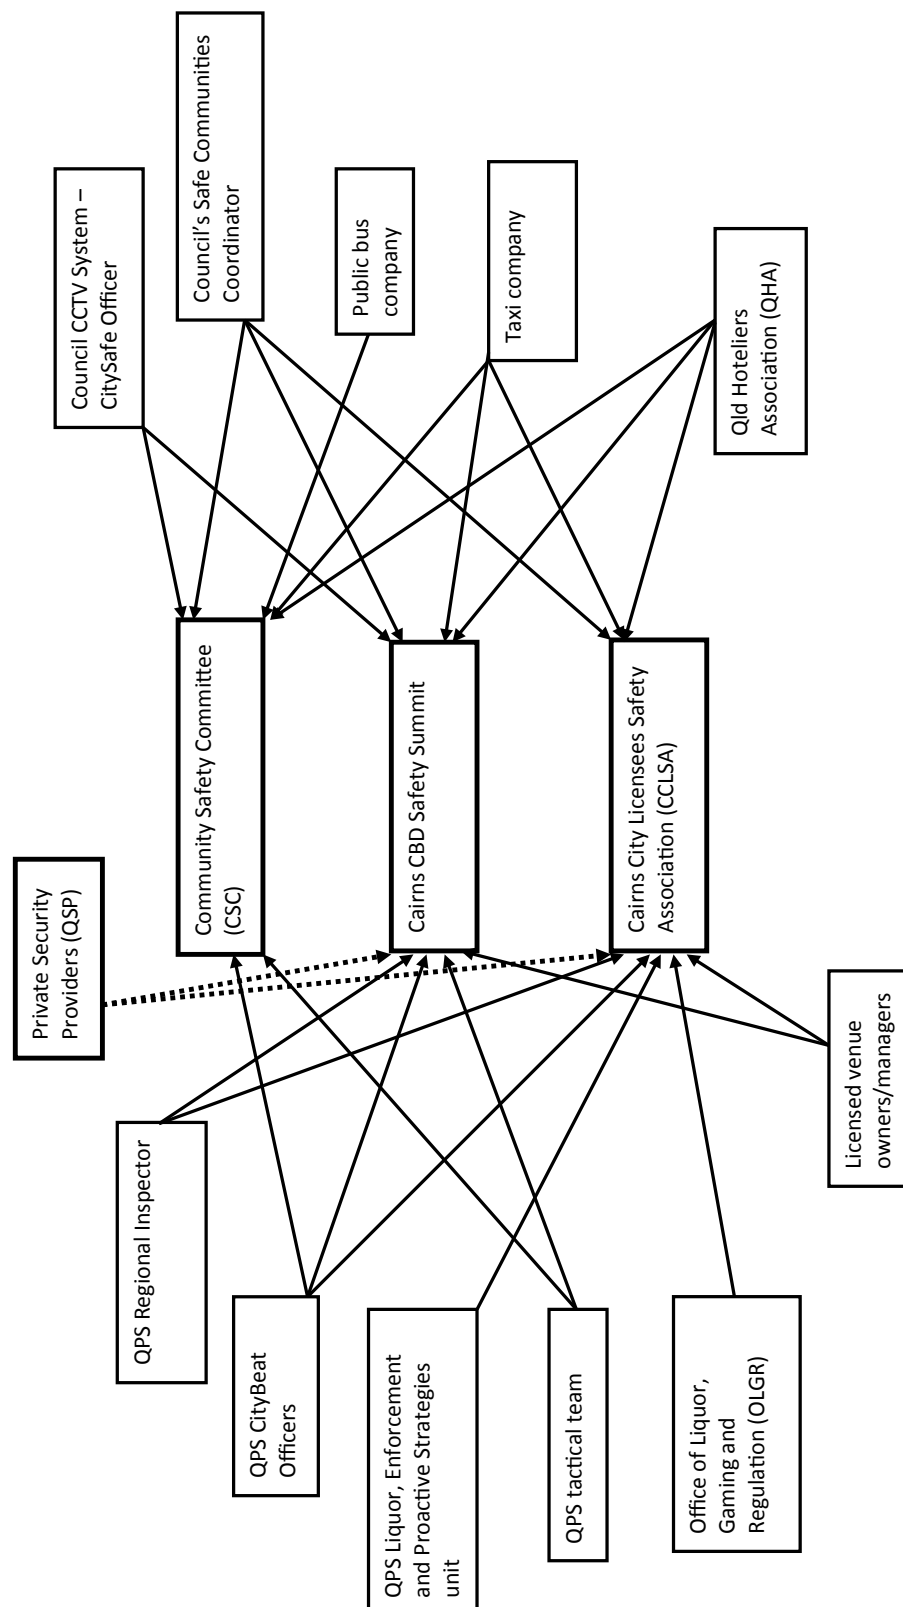 Private Security
Providers (QSP)
QPS Regional Inspector
QPS CityBeat
Officers
QPS Liquor, Enforcement
and Proactive Strategies
unit
QPS tactical team
Office of Liquor,
Gaming and
Regulation (OLGR)
Licensed venue
owners/managers
Community Safety Committee
(CSC)
Cairns CBD Safety Summit
Cairns City Licensees Safety
Association (CCLSA)
Council CCTV System –
CitySafe Officer
Council's Safe Communities
Coordinator
Public bus
company
Taxi company
Qld Hoteliers
Association (QHA)